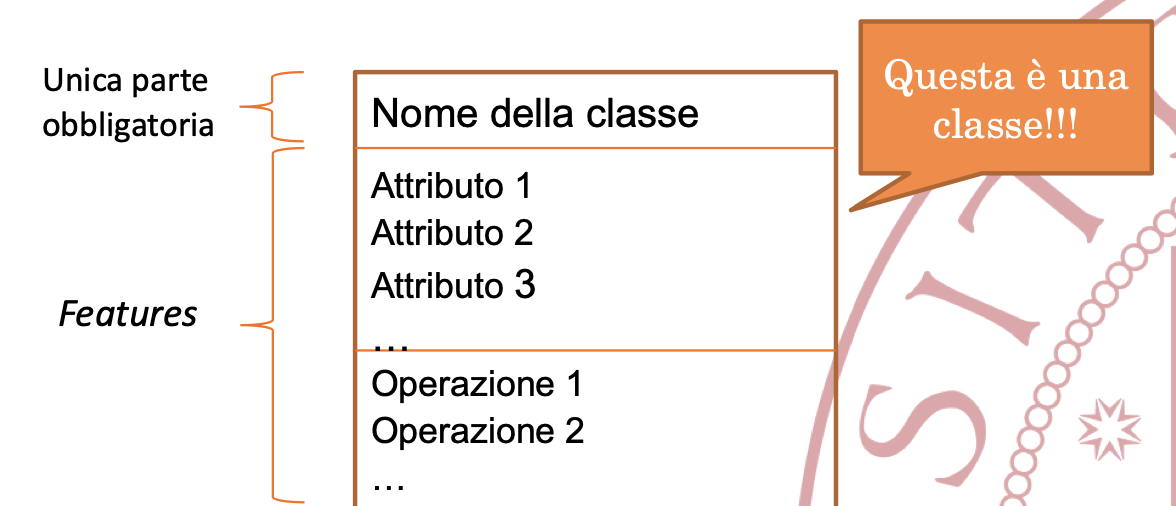 Unica parte
obbligatoria
Nome della classe
Questa è una
classe!!!
Features
Attributo 1
Attributo 2
Attributo 3
…
Operazione 1
Operazione 2
…
S I T